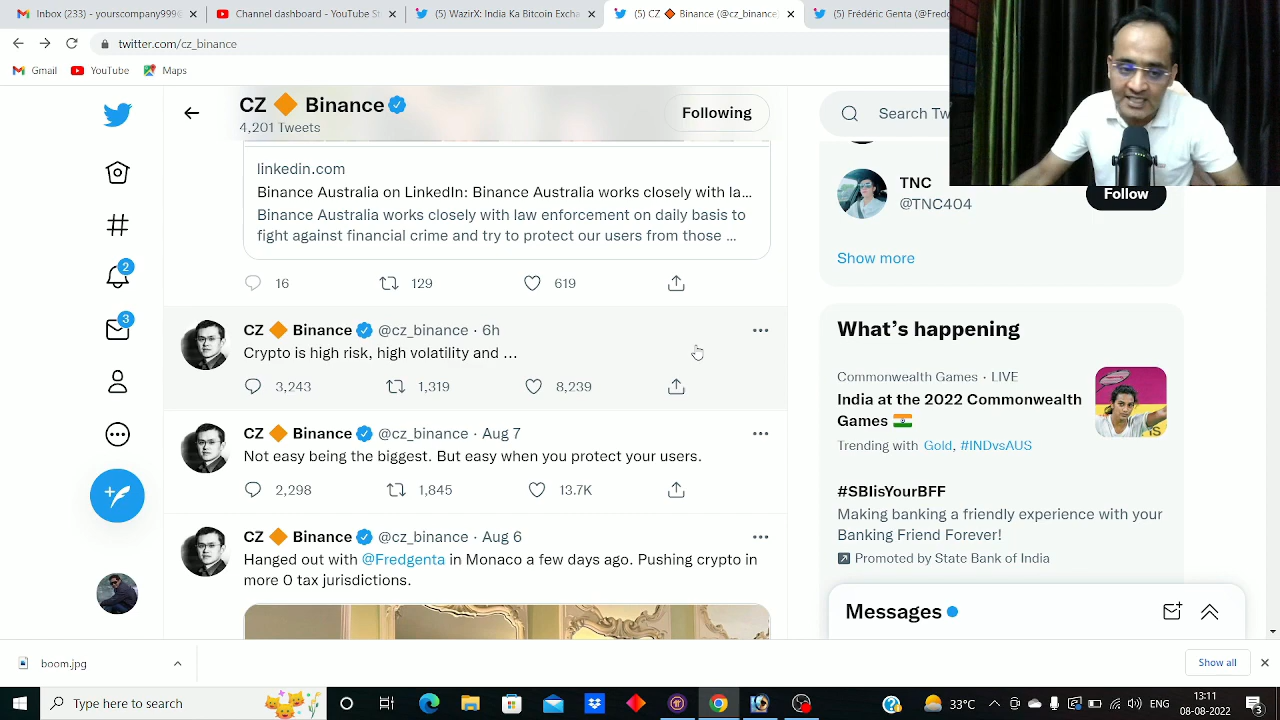 Inbox (233) - yourcompany999@
Dashboard - YouTube St
(5) WazirX: India Ka Bitcoin Excha
(5) CZ 🔶 Binance (@cz_binance
(5) Frédéric Genta (@Fredg
twitter.com/cz_binance
Gmail
YouTube
Maps
CZ 🔶 Binance
4,201 Tweets
Following
Search Tw
linkedin.com
Binance Australia on LinkedIn: Binance Australia works closely with la...
Binance Australia works closely with law enforcement on daily basis to
fight against financial crime and try to protect our users from those ...
16 129 619
CZ 🔶 Binance @cz_binance · 6h
Crypto is high risk, high volatility and ...
3,243 1,319 8,239
CZ 🔶 Binance @cz_binance · Aug 7
Not easy being the biggest. But easy when you protect your users.
2,298 1,845 13.7K
CZ 🔶 Binance @cz_binance · Aug 6
Hanged out with @Fredgenta in Monaco a few days ago. Pushing crypto in
more 0 tax jurisdictions.
2
3
TNC
@TNC404
Follow
Show more
What's happening
Commonwealth Games · LIVE
India at the 2022 Commonwealth
Games 🇮🇳
Trending with Gold, #INDvsAUS
#SBIisYourBFF
Making banking a friendly experience with your
Banking Friend Forever!
Promoted by State Bank of India
Messages
boom.jpg
Show all
Type here to search
33°C
13:11
08-08-2022
3